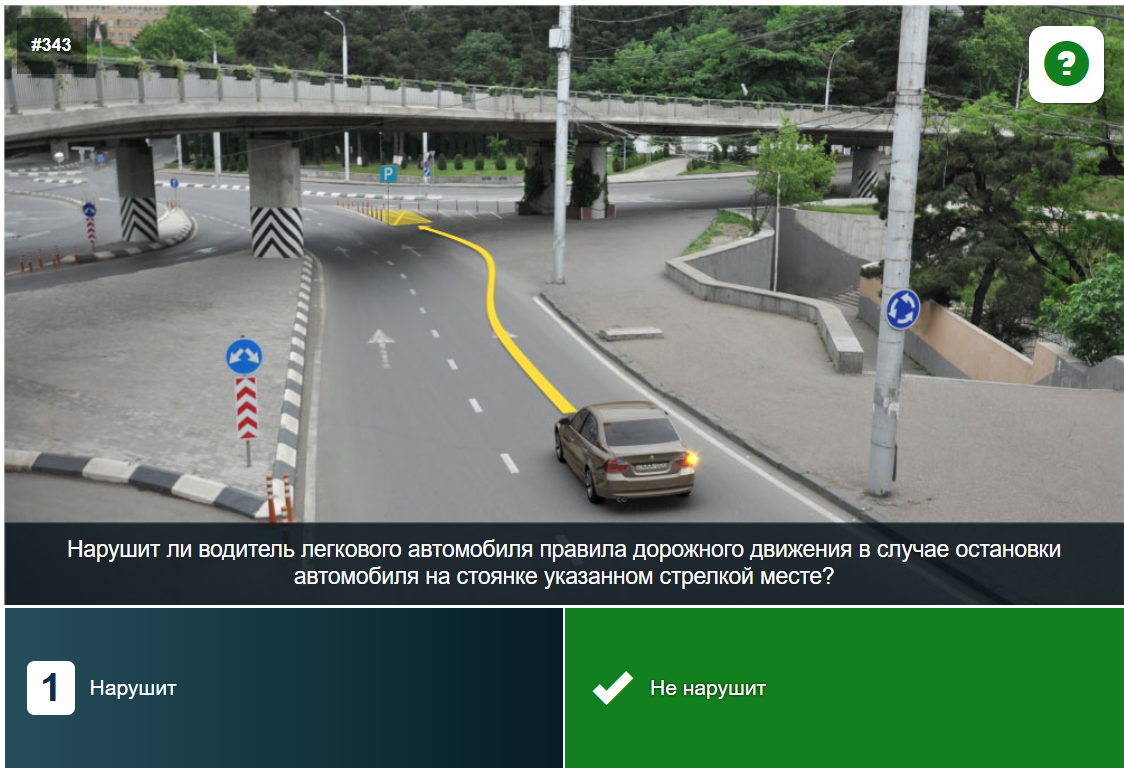 #343
?
P
Нарушит ли водитель легкового автомобиля правила дорожного движения в случае остановки
автомобиля на стоянке указанном стрелкой месте?
1 Нарушит
Не нарушит